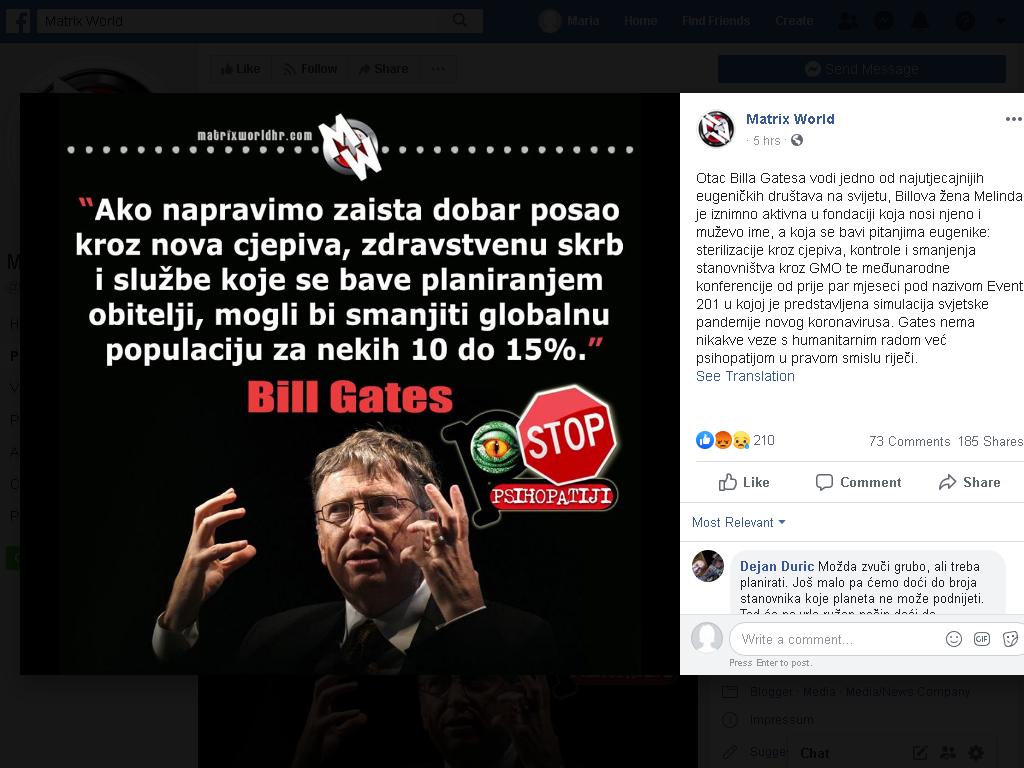 Matrix World
Maria
Home
Find Friends
Create
Like
Follow
Share
Send Message
matrixworldhr.com
“Ako napravimo zaista dobar posao
kroz nova cjepiva, zdravstvenu skrb
i službe koje se bave planiranjem
obitelji, mogli bi smanjiti globalnu
populaciju za nekih 10 do 15%.”
Bill Gates
STOP
PSIHOPATIJI
Matrix World
· 5 hrs ·
Otac Billa Gatesa vodi jedno od najutjecajnijih
eugeničkih društava na svijetu, Billova žena Melinda
je iznimno aktivna u fondaciji koja nosi njeno i
muževo ime, a koja se bavi pitanjima eugenike:
sterilizacije kroz cjepiva, kontrole i smanjenja
stanovništva kroz GMO te međunarodne
konferencije od prije par mjeseci pod nazivom Event
201 u kojoj je predstavljena simulacija svjetske
pandemije novog koronavirusa. Gates nema
nikakve veze s humanitarnim radom već
psihopatijom u pravom smislu riječi.
See Translation
210
73 Comments 185 Shares
Like
Comment
Share
Most Relevant
Dejan Duric Možda zvuči grubo, ali treba
planirati. Još malo pa ćemo doći do broja
stanovnika koje planeta ne može podnijeti.
Write a comment...
GIF
Press Enter to post.
Blogger · Media · Media/News Company
Impressum
Sugge
Chat